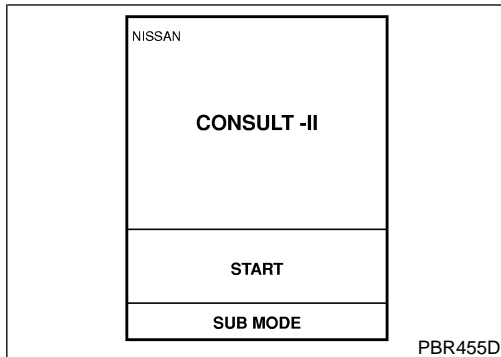 NISSAN
CONSULT -II
START
SUB MODE
PBR455D